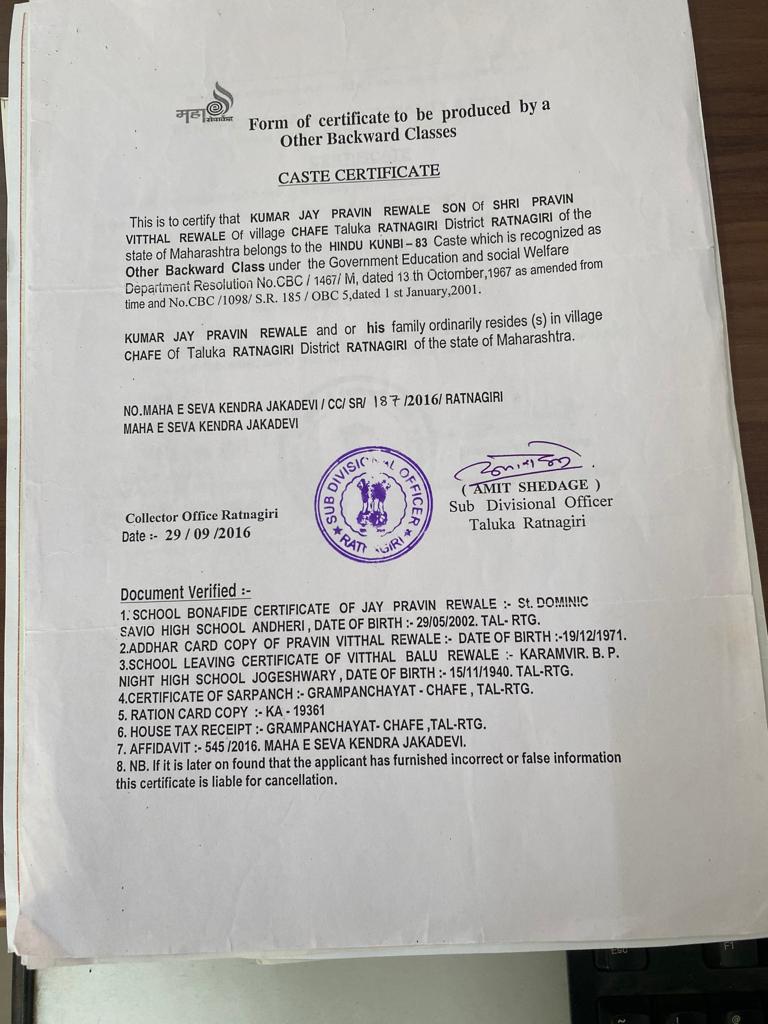 महा
ई सेवाकेंद्र
Form of certificate to be produced by a
Other Backward Classes
CASTE CERTIFICATE
This is to certify that KUMAR JAY PRAVIN REWALE SON Of SHRI PRAVIN
VITTHAL REWALE Of village CHAFE Taluka RATNAGIRI District RATNAGIRI of the
state of Maharashtra belongs to the HINDU KUNBI – 83 Caste which is recognized as
Other Backward Class under the Government Education and social Welfare
Department Resolution No.CBC / 1467/ M, dated 13 th Octomber,1967 as amended from
time and No.CBC /1098/ S.R. 185 / OBC 5,dated 1 st January,2001.
KUMAR JAY PRAVIN REWALE and or his family ordinarily resides (s) in village
CHAFE Of Taluka RATNAGIRI District RATNAGIRI of the state of Maharashtra.
NO.MAHA E SEVA KENDRA JAKADEVI / CC/ SR/ 187 /2016/ RATNAGIRI
MAHA E SEVA KENDRA JAKADEVI
SUB DIVISIONAL OFFICER
RATNAGIRI
( AMIT SHEDAGE )
Sub Divisional Officer
Taluka Ratnagiri
Collector Office Ratnagiri
Date :- 29 / 09 /2016
Document Verified :-
1. SCHOOL BONAFIDE CERTIFICATE OF JAY PRAVIN REWALE :- St. DOMINIC
SAVIO HIGH SCHOOL ANDHERI , DATE OF BIRTH :- 29/05/2002. TAL- RTG.
2.ADDHAR CARD COPY OF PRAVIN VITTHAL REWALE :- DATE OF BIRTH :-19/12/1971.
3.SCHOOL LEAVING CERTIFICATE OF VITTHAL BALU REWALE :- KARAMVIR. B. P.
NIGHT HIGH SCHOOL JOGESHWARY , DATE OF BIRTH :- 15/11/1940. TAL-RTG.
4.CERTIFICATE OF SARPANCH :- GRAMPANCHAYAT - CHAFE , TAL-RTG.
5. RATION CARD COPY :- KA - 19361
6. HOUSE TAX RECEIPT :- GRAMPANCHAYAT- CHAFE ,TAL-RTG.
7. AFFIDAVIT :- 545 /2016. MAHA E SEVA KENDRA JAKADEVI.
8. NB. If it is later on found that the applicant has furnished incorrect or false information
this certificate is liable for cancellation.
Esc
F1